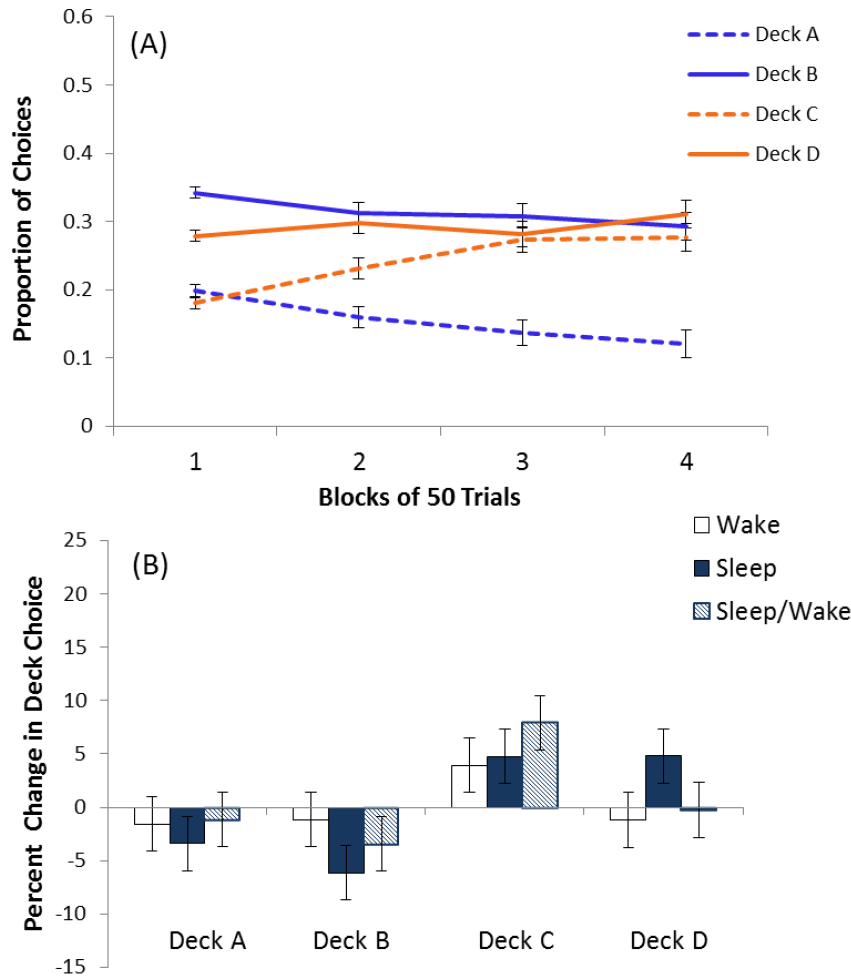 (A)
Deck A
Deck B
Deck C
Deck D
Proportion of Choices
0.6
0.5
0.4
0.3
0.2
0.1
0
1 2 3 4
Blocks of 50 Trials
(B)
Wake
Sleep
Sleep/Wake
Percent Change in Deck Choice
25
20
15
10
5
0
-5
-10
-15
Deck A Deck B Deck C Deck D